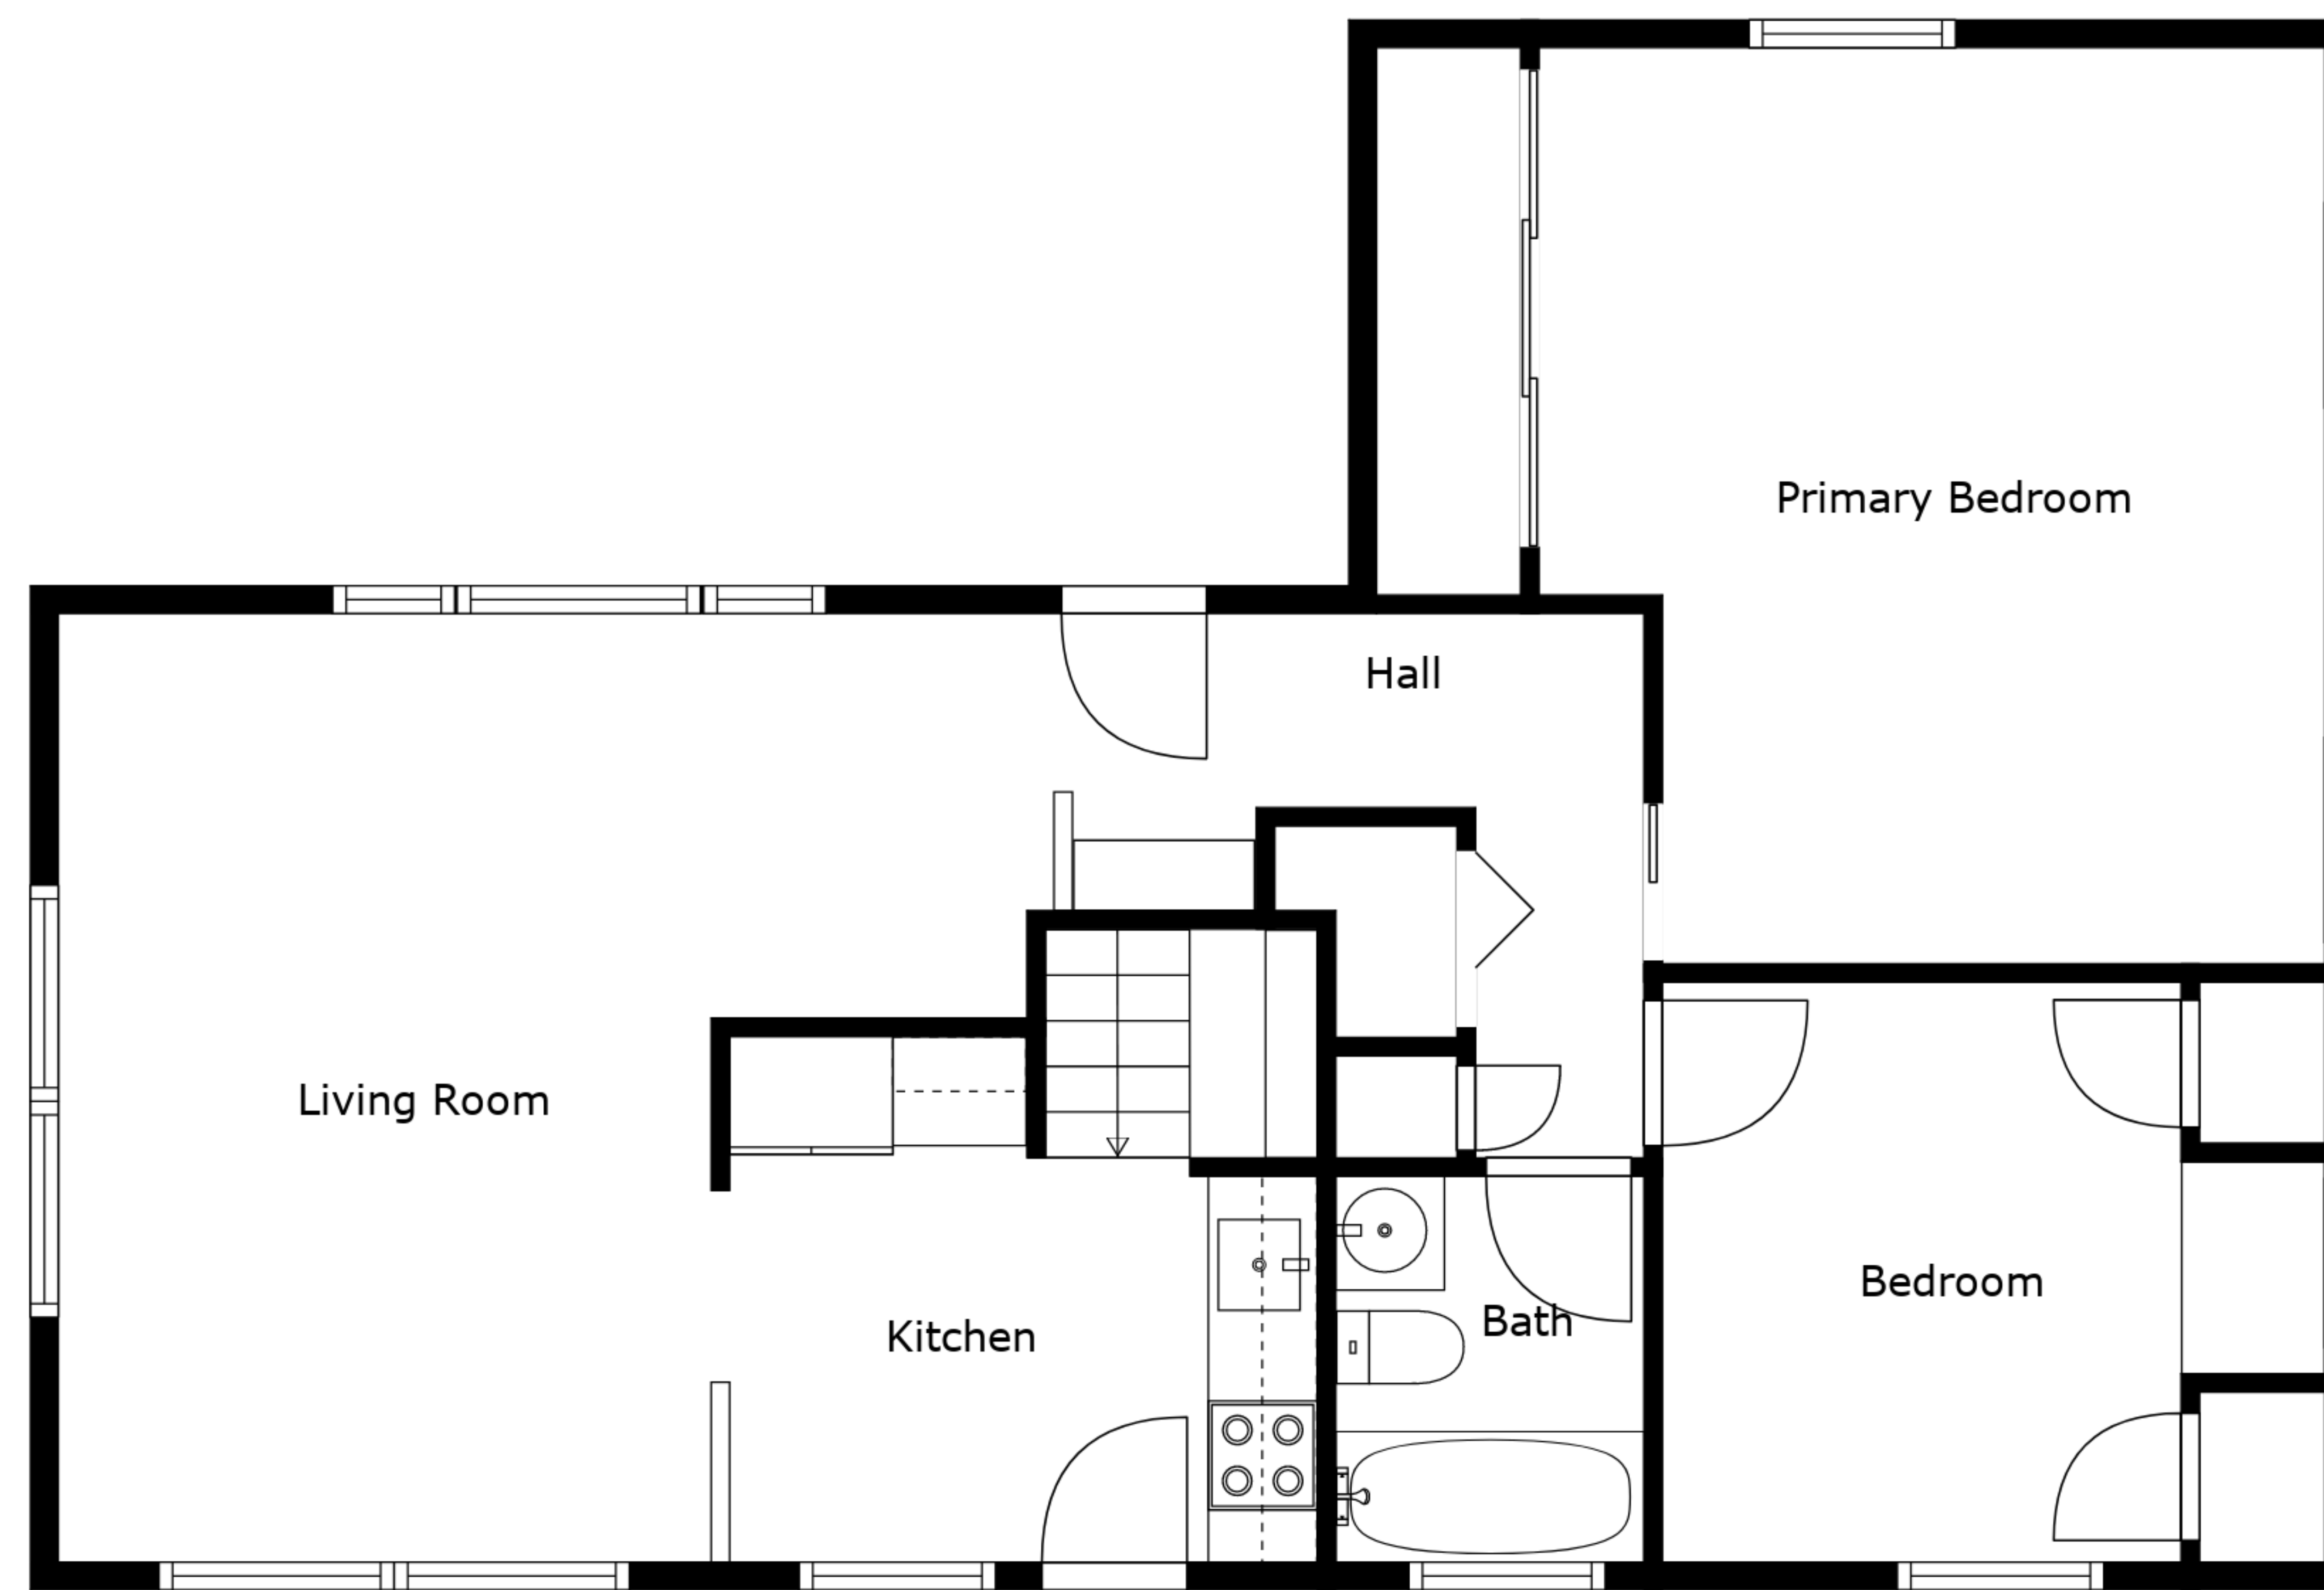 Primary Bedroom
Hall
Living Room
Bedroom
Bath
Kitchen